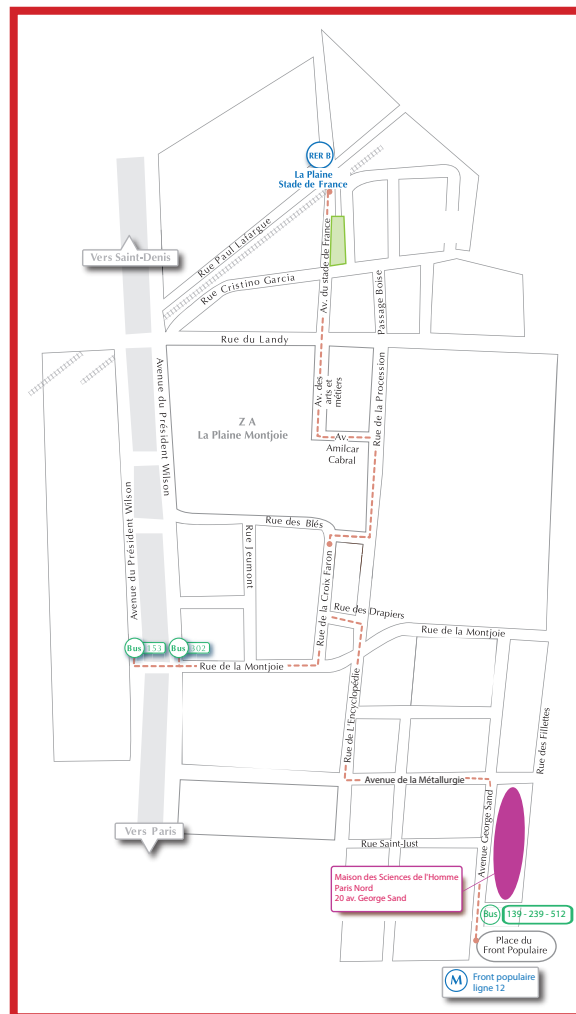 RER B
La Plaine
Stade de France
Rue Paul Lafargue
Vers Saint-Denis
Rue Cristino Garcia
Av. du stade de France
Passage Boise
Rue du Landy
Avenue du Président Wilson
Av. des
arts et
métiers
Rue de la Procession
Z A
La Plaine Montjoie
Av.
Amilcar
Cabral
Rue des Blés
Rue Jeumont
Avenue du Président Wilson
Rue de la Croix Faron
Rue des Drapiers
Rue de la Montjoie
Bus 153
Bus 302
Rue de la Montjoie
Rue de L'Encyclopédie
Rue des Fillettes
Avenue de la Métallurgie
Avenue George Sand
Vers Paris
Rue Saint-Just
Maison des Sciences de l'Homme
Paris Nord
20 av. George Sand
Bus 139 - 239 - 512
Place du
Front Populaire
M Front populaire
ligne 12